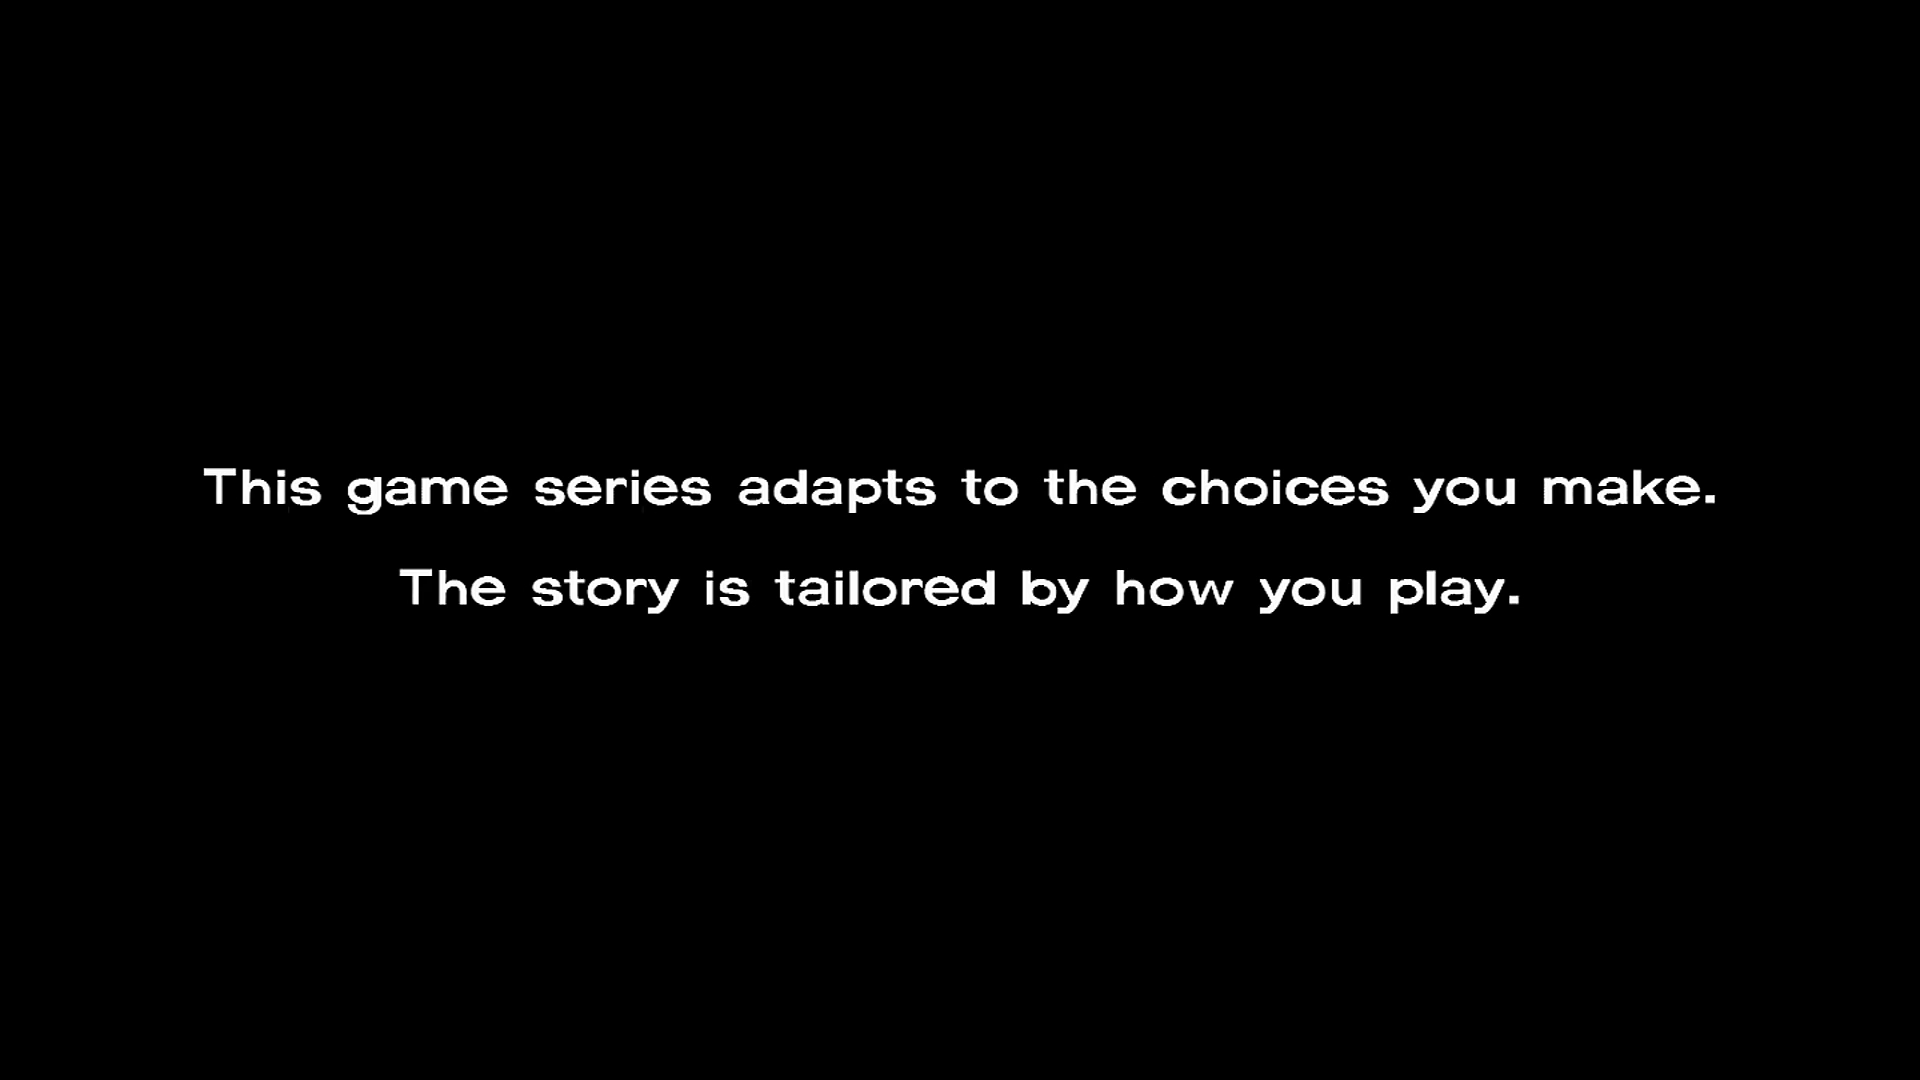 This game series adapts to the choices you make.
The story is tailored by how you play.